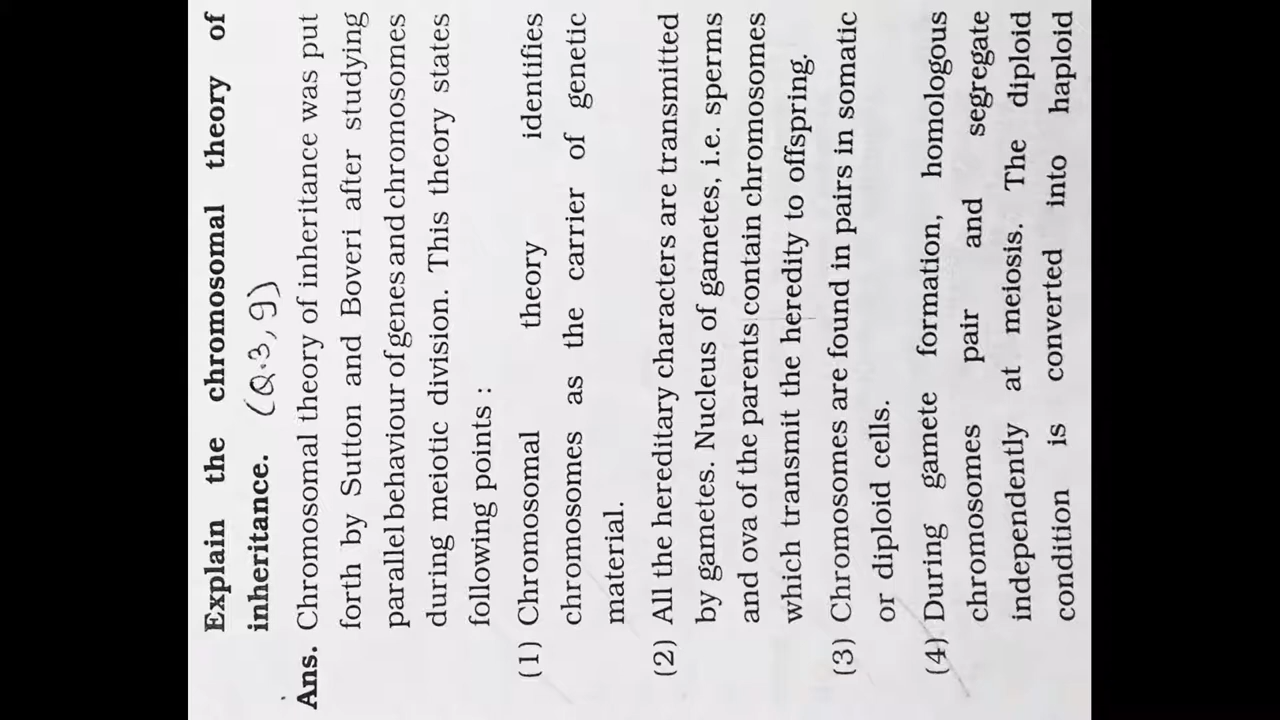 Explain the chromosomal theory of
inheritance. (Q.3, 9)
Ans. Chromosomal theory of inheritance was put
forth by Sutton and Boveri after studying
parallel behaviour of genes and chromosomes
during meiotic division. This theory states
following points :
(1) Chromosomal theory identifies
chromosomes as the carrier of genetic
material.
(2) All the hereditary characters are transmitted
by gametes. Nucleus of gametes, i.e. sperms
and ova of the parents contain chromosomes
which transmit the heredity to offspring.
(3) Chromosomes are found in pairs in somatic
or diploid cells.
(4) During gamete formation, homologous
chromosomes pair and segregate
independently at meiosis. The diploid
condition is converted into haploid